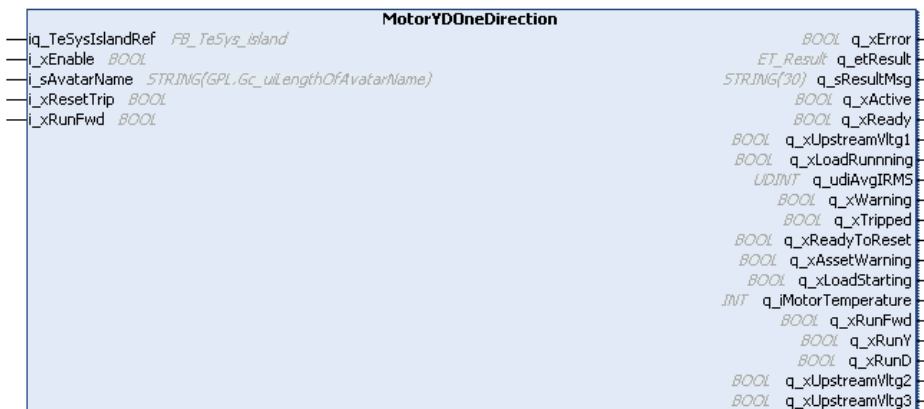 MotorYDOneDirection
iq_TeSysIslandRef FB_TeSys_island BOOL q_xError
i_xEnable BOOL ET_Result q_etResult
i_sAvatarName STRING(GPL.Gc_uiLengthOfAvatarName) STRING(30) q_sResultMsg
i_xResetTrip BOOL BOOL q_xActive
i_xRunFwd BOOL BOOL q_xReady
BOOL q_xUpstreamVltg1
BOOL q_xLoadRunnning
UDINT q_udiAvgIRMS
BOOL q_xWarning
BOOL q_xTripped
BOOL q_xReadyToReset
BOOL q_xAssetWarning
BOOL q_xLoadStarting
INT q_iMotorTemperature
BOOL q_xRunFwd
BOOL q_xRunY
BOOL q_xRunD
BOOL q_xUpstreamVltg2
BOOL q_xUpstreamVltg3